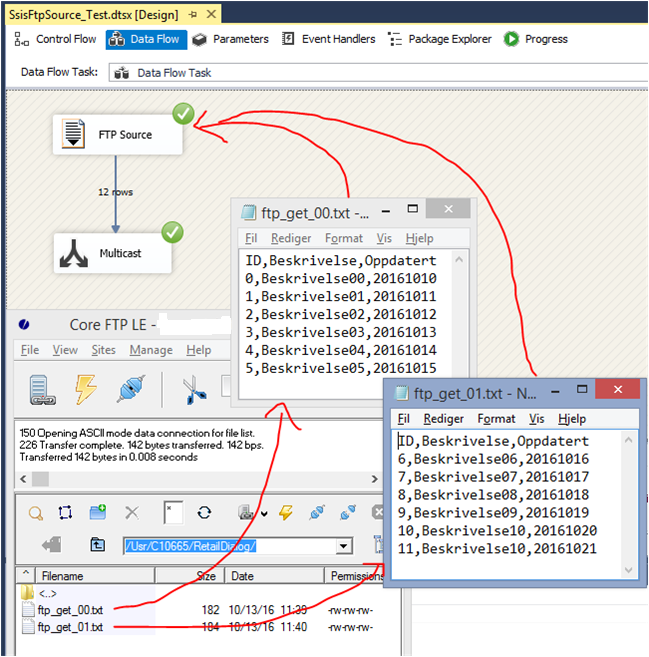 SsisFtpSource_Test.dtsx [Design]
Control Flow Data Flow Parameters Event Handlers Package Explorer Progress
Data Flow Task: Data Flow Task
FTP Source
12 rows
Multicast
ftp_get_00.txt - ...
Fil Rediger Format Vis Hjelp
ID,Beskrivelse,Oppdatert
0,Beskrivelse00,20161010
1,Beskrivelse01,20161011
2,Beskrivelse02,20161012
3,Beskrivelse03,20161013
4,Beskrivelse04,20161014
5,Beskrivelse05,20161015
Core FTP LE -
File View Sites Manage Help
150 Opening ASCII mode data connection for file list.
226 Transfer complete. 142 bytes transferred. 142 bps.
Transferred 142 bytes in 0.008 seconds
/Usr/C10665/RetailDialog/
Filename Size Date Permissions
<..>
ftp_get_00.txt 182 10/13/16 11:39 -rw-rw-rw-
ftp_get_01.txt 184 10/13/16 11:40 -rw-rw-rw-
ftp_get_01.txt - N...
Fil Rediger Format Vis Hjelp
ID,Beskrivelse,Oppdatert
6,Beskrivelse06,20161016
7,Beskrivelse07,20161017
8,Beskrivelse08,20161018
9,Beskrivelse09,20161019
10,Beskrivelse10,20161020
11,Beskrivelse10,20161021